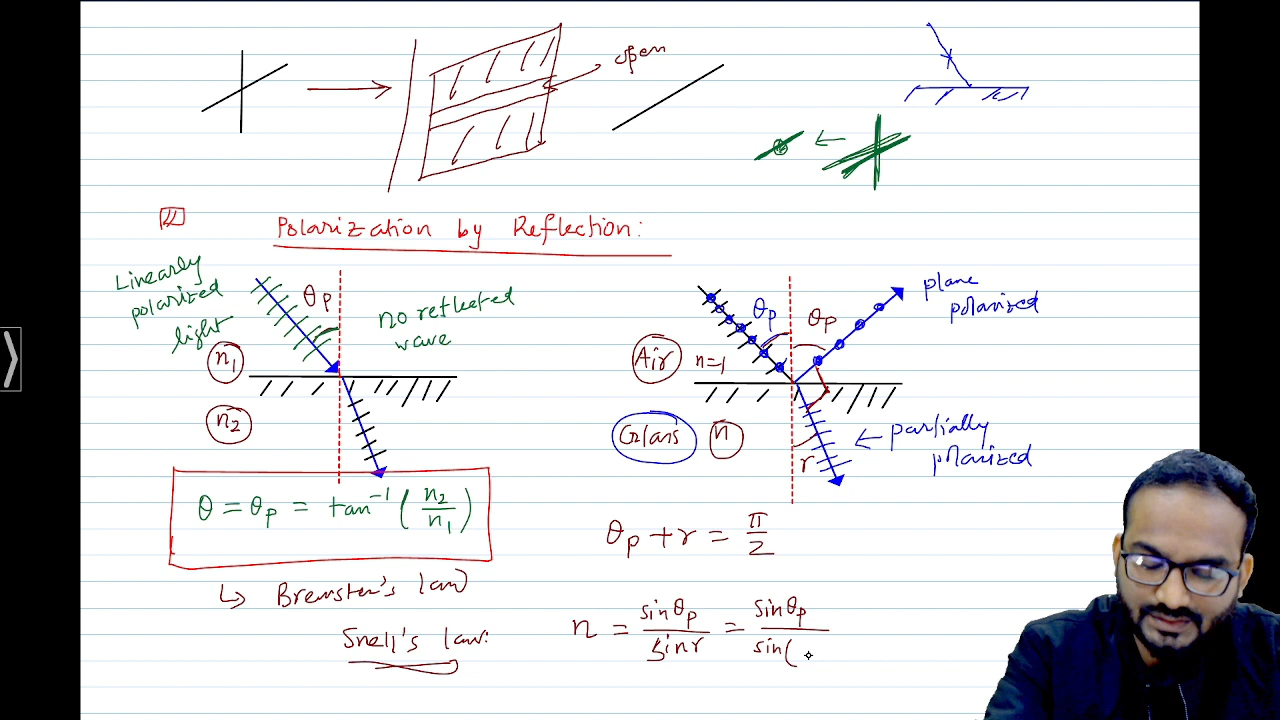 open
Polarization by Reflection:
Linearly
polarized
light
θp
no reflected
wave
n1
n2
θ = θp = tan⁻¹ (n2/n1)
↳ Brewster's law
Snell's law:
θp
θp
plane
polarized
Air n=1
Glass n
r
← partially
polarized
θp + r = π/2
n = sinθp/sinr = sinθp/sin(